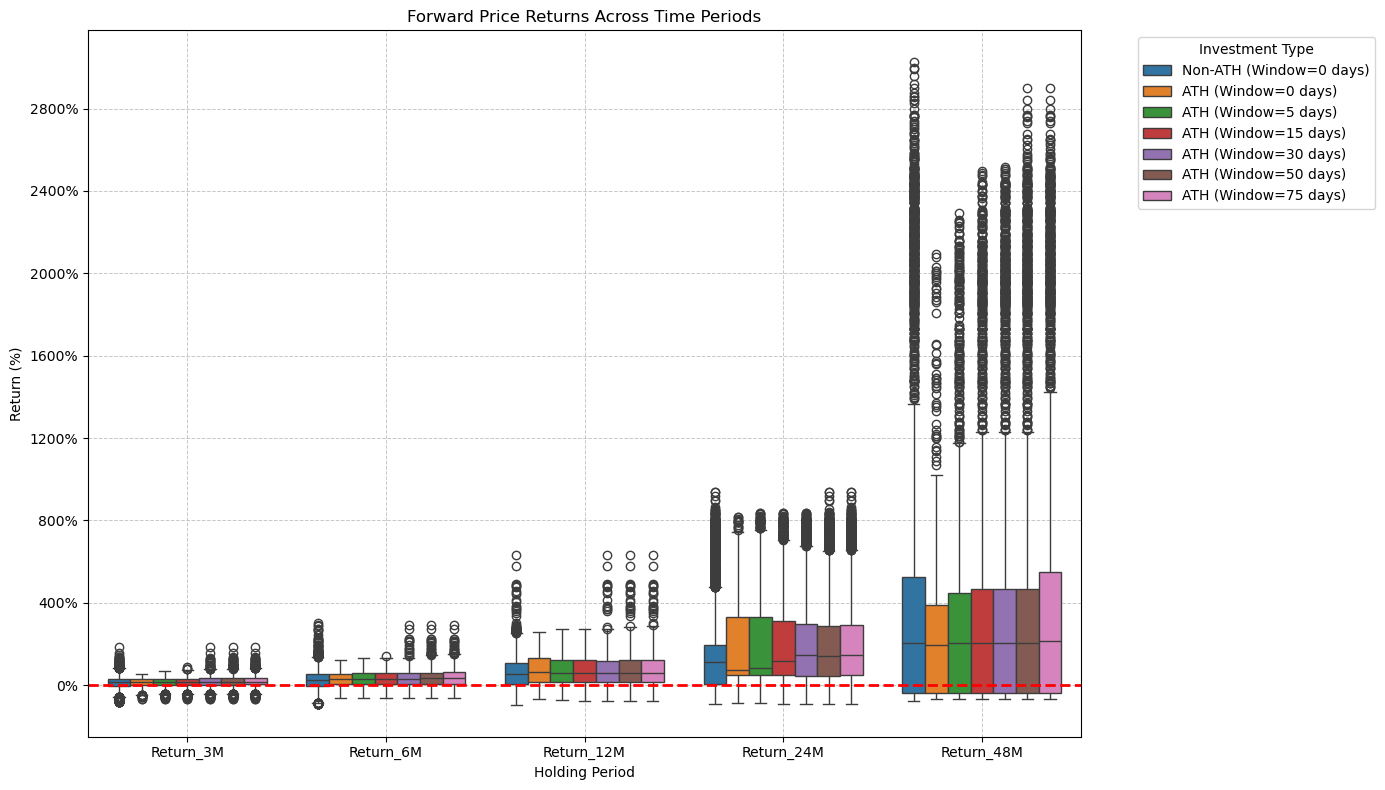 Forward Price Returns Across Time Periods
Return (%)
2800%
2400%
2000%
1600%
1200%
800%
400%
0%
Return_3M
Return_6M
Return_12M
Return_24M
Return_48M
Holding Period
Investment Type
Non-ATH (Window=0 days)
ATH (Window=0 days)
ATH (Window=5 days)
ATH (Window=15 days)
ATH (Window=30 days)
ATH (Window=50 days)
ATH (Window=75 days)